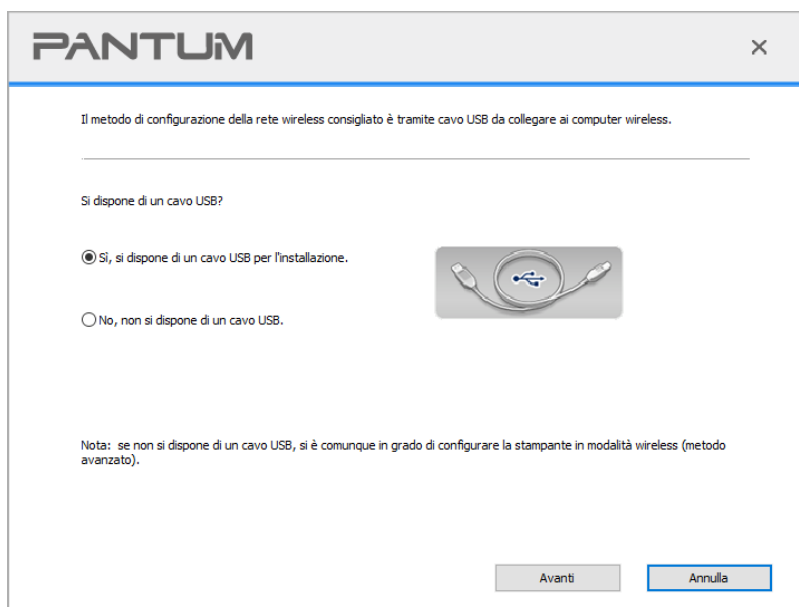 PANTUM
Il metodo di configurazione della rete wireless consigliato è tramite cavo USB da collegare ai computer wireless.
Si dispone di un cavo USB?
Sì, si dispone di un cavo USB per l'installazione.
No, non si dispone di un cavo USB.
Nota: se non si dispone di un cavo USB, si è comunque in grado di configurare la stampante in modalità wireless (metodo
avanzato).
Avanti
Annulla